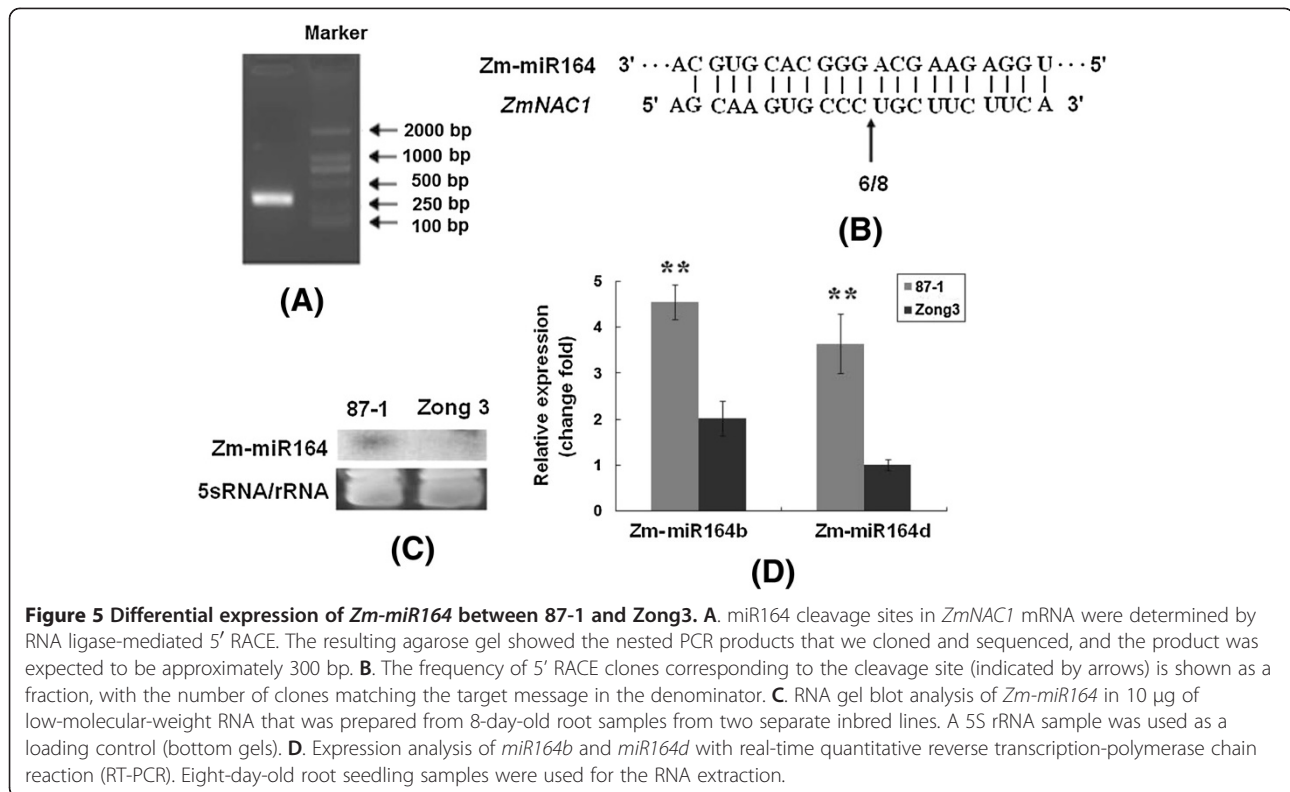 Marker
2000 bp
1000 bp
500 bp
250 bp
100 bp
(A)
Zm-miR164 3' ···AC GUG CAC GGG ACG AAG AGG U···5'
ZmNAC1 5' AG CAA GUG CCC UGC UUC UUC A 3'
6/8
(B)
87-1 Zong 3
Zm-miR164
5sRNA/rRNA
(C)
Relative expression
(change fold)
5
4
3
2
1
0
**
**
87-1
Zong3
Zm-miR164b Zm-miR164d
(D)
Figure 5 Differential expression of Zm-miR164 between 87-1 and Zong3. A. miR164 cleavage sites in ZmNAC1 mRNA were determined by
RNA ligase-mediated 5′ RACE. The resulting agarose gel showed the nested PCR products that we cloned and sequenced, and the product was
expected to be approximately 300 bp. B. The frequency of 5′ RACE clones corresponding to the cleavage site (indicated by arrows) is shown as a
fraction, with the number of clones matching the target message in the denominator. C. RNA gel blot analysis of Zm-miR164 in 10 μg of
low-molecular-weight RNA that was prepared from 8-day-old root samples from two separate inbred lines. A 5S rRNA sample was used as a
loading control (bottom gels). D. Expression analysis of miR164b and miR164d with real-time quantitative reverse transcription-polymerase chain
reaction (RT-PCR). Eight-day-old root seedling samples were used for the RNA extraction.